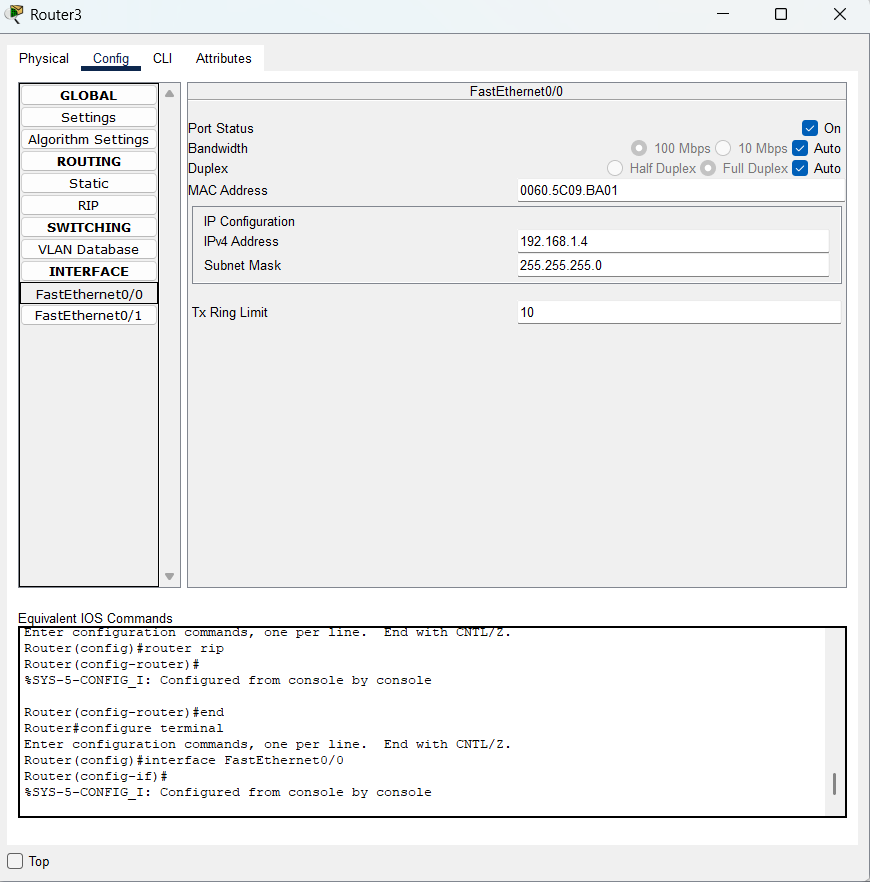 Router3
Physical Config CLI Attributes
GLOBAL
Settings
Algorithm Settings
ROUTING
Static
RIP
SWITCHING
VLAN Database
INTERFACE
FastEthernet0/0
FastEthernet0/1
FastEthernet0/0
Port Status On
Bandwidth 100 Mbps 10 Mbps Auto
Duplex Half Duplex Full Duplex Auto
MAC Address 0060.5C09.BA01
IP Configuration
IPv4 Address 192.168.1.4
Subnet Mask 255.255.255.0
Tx Ring Limit 10
Equivalent IOS Commands
Enter configuration commands, one per line.  End with CNTL/Z.
Router(config)#router rip
Router(config-router)#
%SYS-5-CONFIG_I: Configured from console by console
Router(config-router)#end
Router#configure terminal
Enter configuration commands, one per line.  End with CNTL/Z.
Router(config)#interface FastEthernet0/0
Router(config-if)#
%SYS-5-CONFIG_I: Configured from console by console
Top